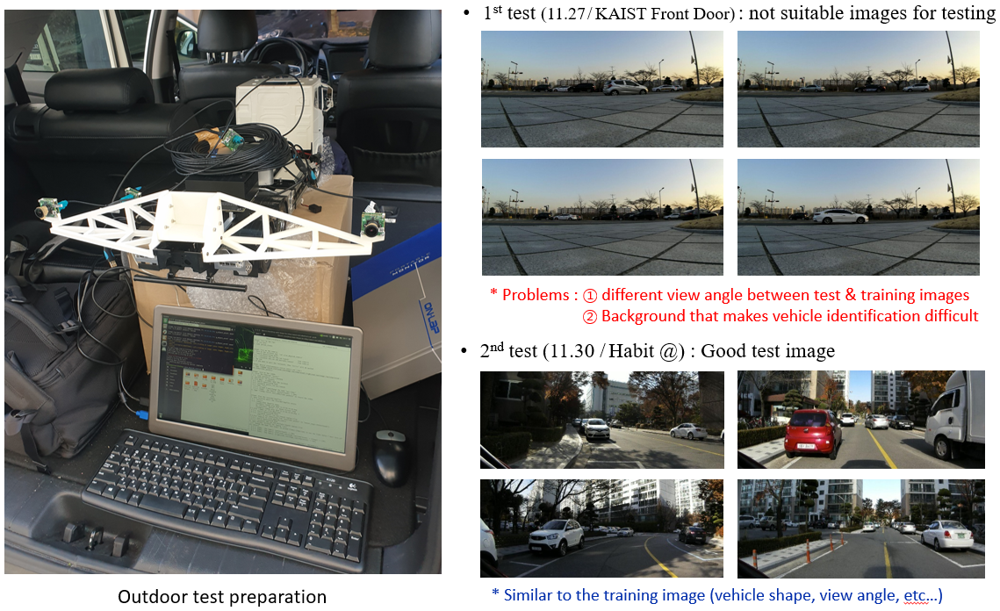 Outdoor test preparation
• 1st test (11.27/KAIST Front Door) : not suitable images for testing
* Problems : ① different view angle between test & training images
② Background that makes vehicle identification difficult
• 2nd test (11.30 / Habit @) : Good test image
* Similar to the training image (vehicle shape, view angle, etc…)